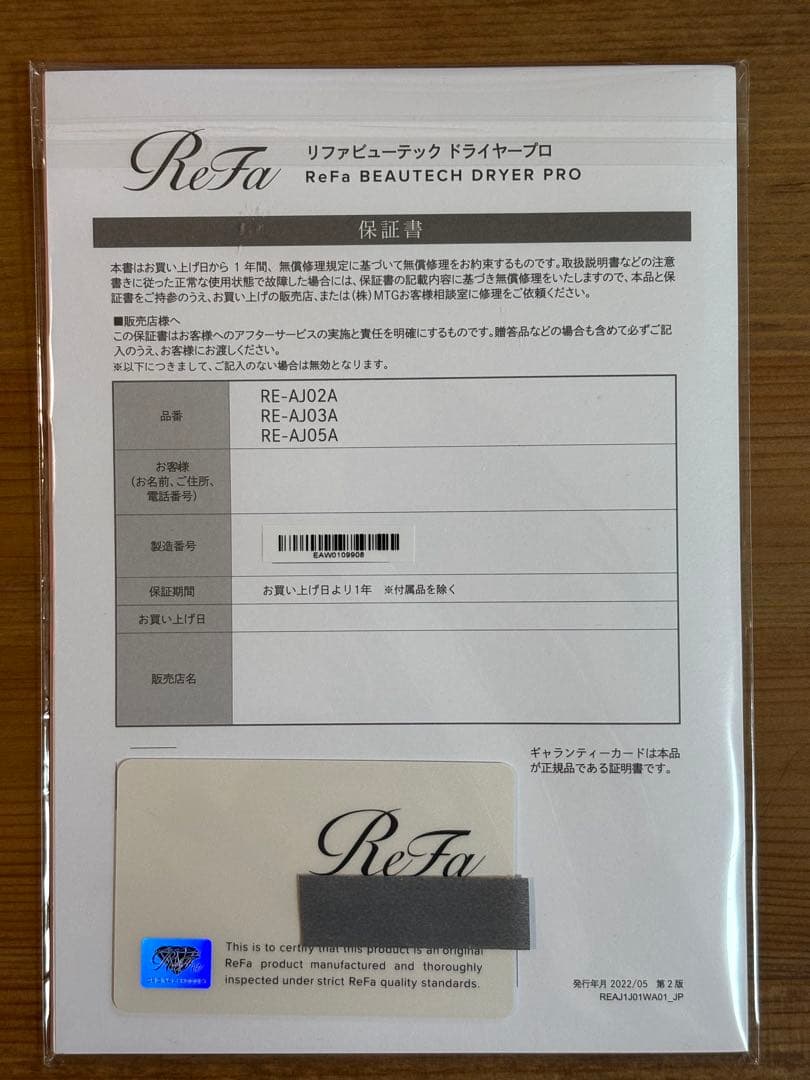 ReFa
リファビューテック ドライヤープロ
ReFa BEAUTECH DRYER PRO
保証書
本書はお買い上げ日から 1 年間、無償修理規定に基づいて無償修理をお約束するものです。取扱説明書などの注意
書きに従った正常な使用状態で故障した場合には、保証書の記載内容に基づき無償修理をいたしますので、本品と保
証書をご持参のうえ、お買い上げの販売店、または(株)MTGお客様相談室に修理をご依頼ください。
■販売店様へ
この保証書はお客様へのアフターサービスの実施と責任を明確にするものです。贈答品などの場合も含めて必ずご記
入のうえ、お客様にお渡しください。
※以下につきまして、ご記入のない場合は無効となります。
品番
RE-AJ02A
RE-AJ03A
RE-AJ05A
お客様
(お名前、ご住所、
電話番号)
製造番号
EAW0109908
保証期間
お買い上げ日より1年 ※付属品を除く
お買い上げ日
販売店名
ギャランティーカードは本品
が正規品である証明書です。
ReFa
This is to certify that this product is an original
ReFa product manufactured and thoroughly
inspected under strict ReFa quality standards.
発行年月 2022/05 第2版
REAJ1J01WA01_JP